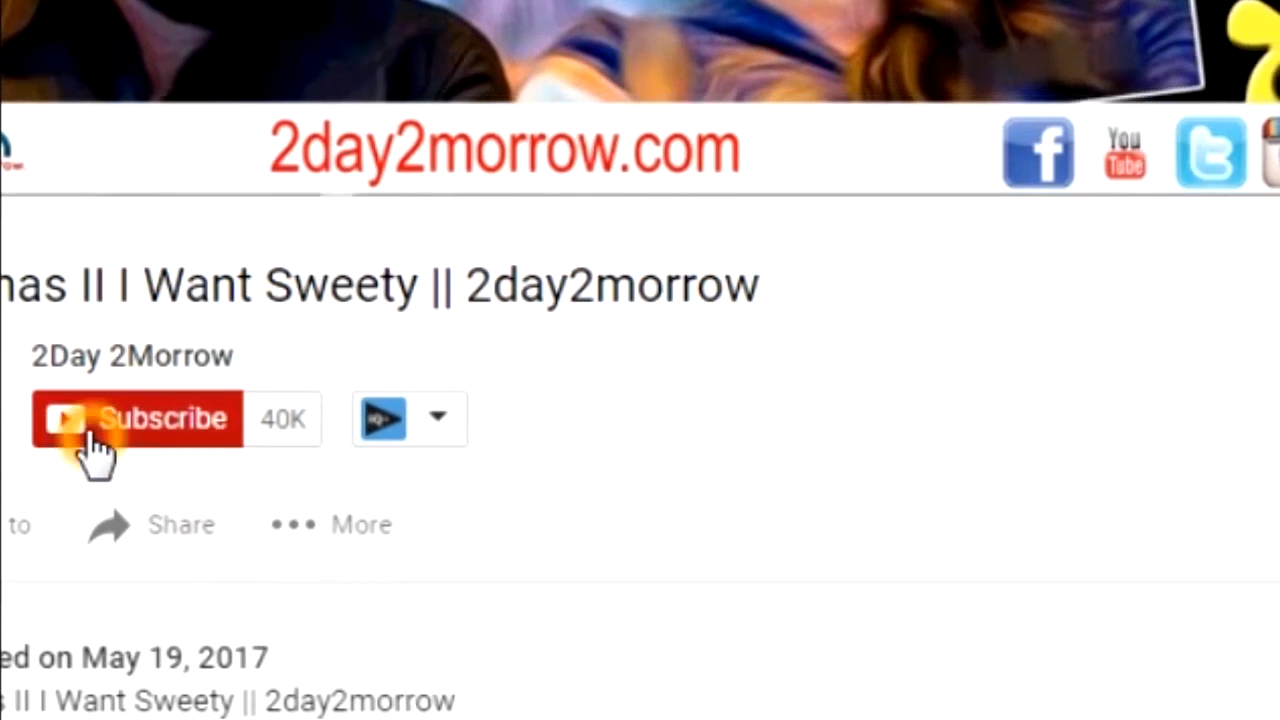 2day2morrow.com
You
Tube
nas II I Want Sweety || 2day2morrow
2Day 2Morrow
Subscribe 40K
to Share More
ed on May 19, 2017
s II I Want Sweety || 2day2morrow